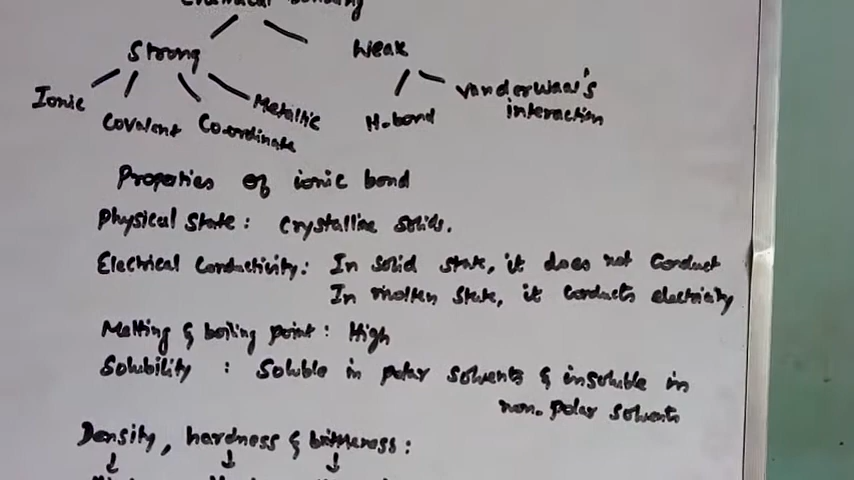 Chemical Bonding
Strong Weak
Ionic Covalent Co-ordinate Metallic H-bond Vanderwaal's
interaction
Properties of ionic bond
Physical State : Crystalline solids.
Electrical Conductivity : In solid state, it does not Conduct
In molten state, it conducts electricity
Melting & boiling point : High
Solubility : Soluble in polar solvents & insoluble in
non-polar solvents
Density, hardness & brittleness :